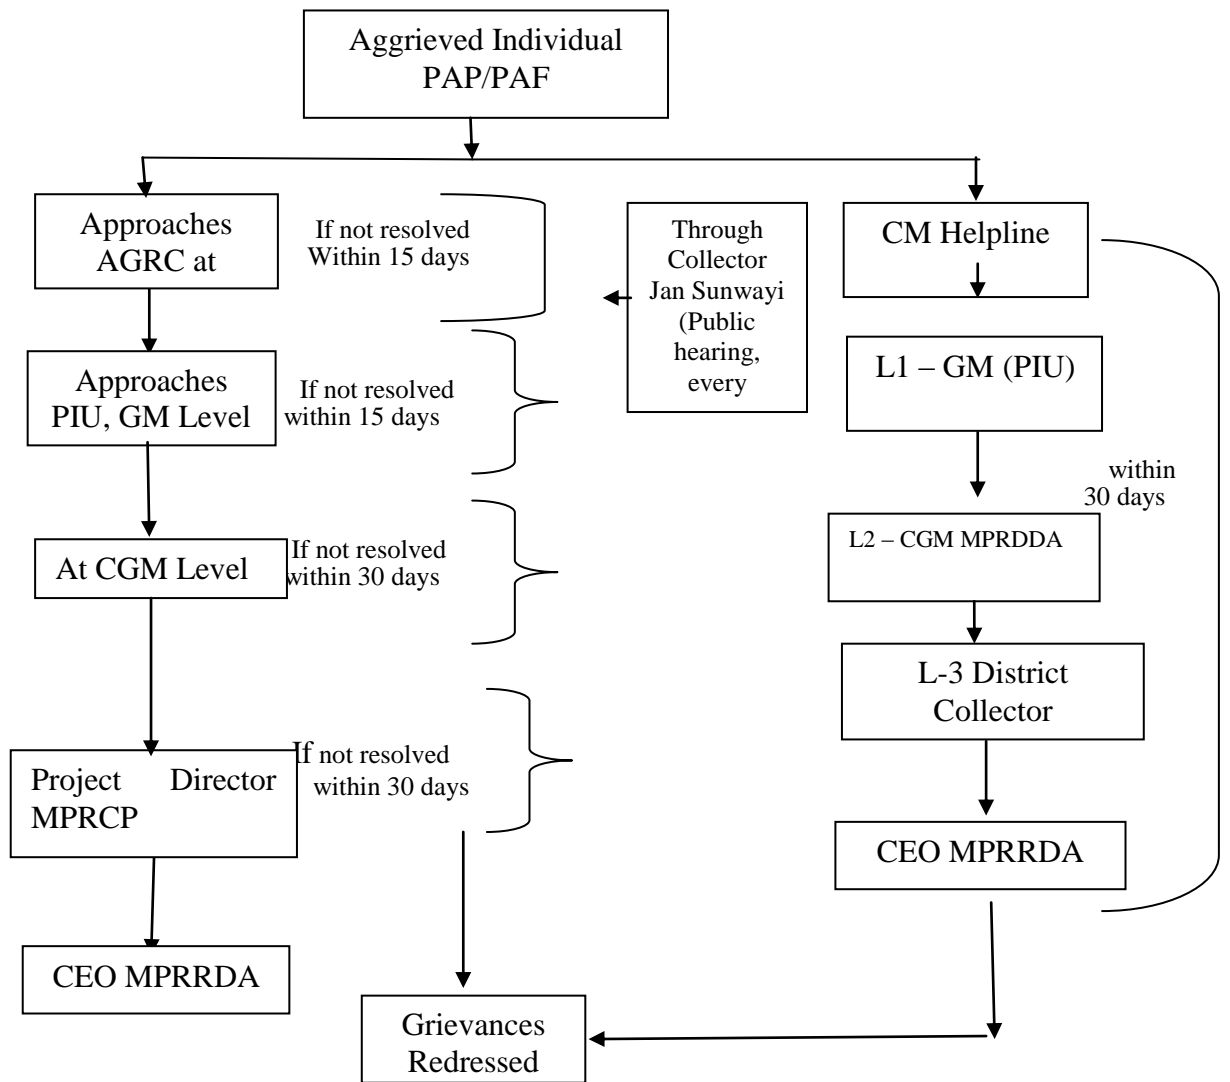 Aggrieved Individual
PAP/PAF
Approaches
AGRC at
If not resolved
Within 15 days
Through
Collector
Jan Sunwayi
(Public
hearing,
every
CM Helpline
Approaches
PIU, GM Level
If not resolved
within 15 days
L1 – GM (PIU)
within
30 days
At CGM Level
If not resolved
within 30 days
L2 – CGM MPRDDA
L-3 District
Collector
Project Director
MPRCP
If not resolved
within 30 days
CEO MPRRDA
CEO MPRRDA
Grievances
Redressed